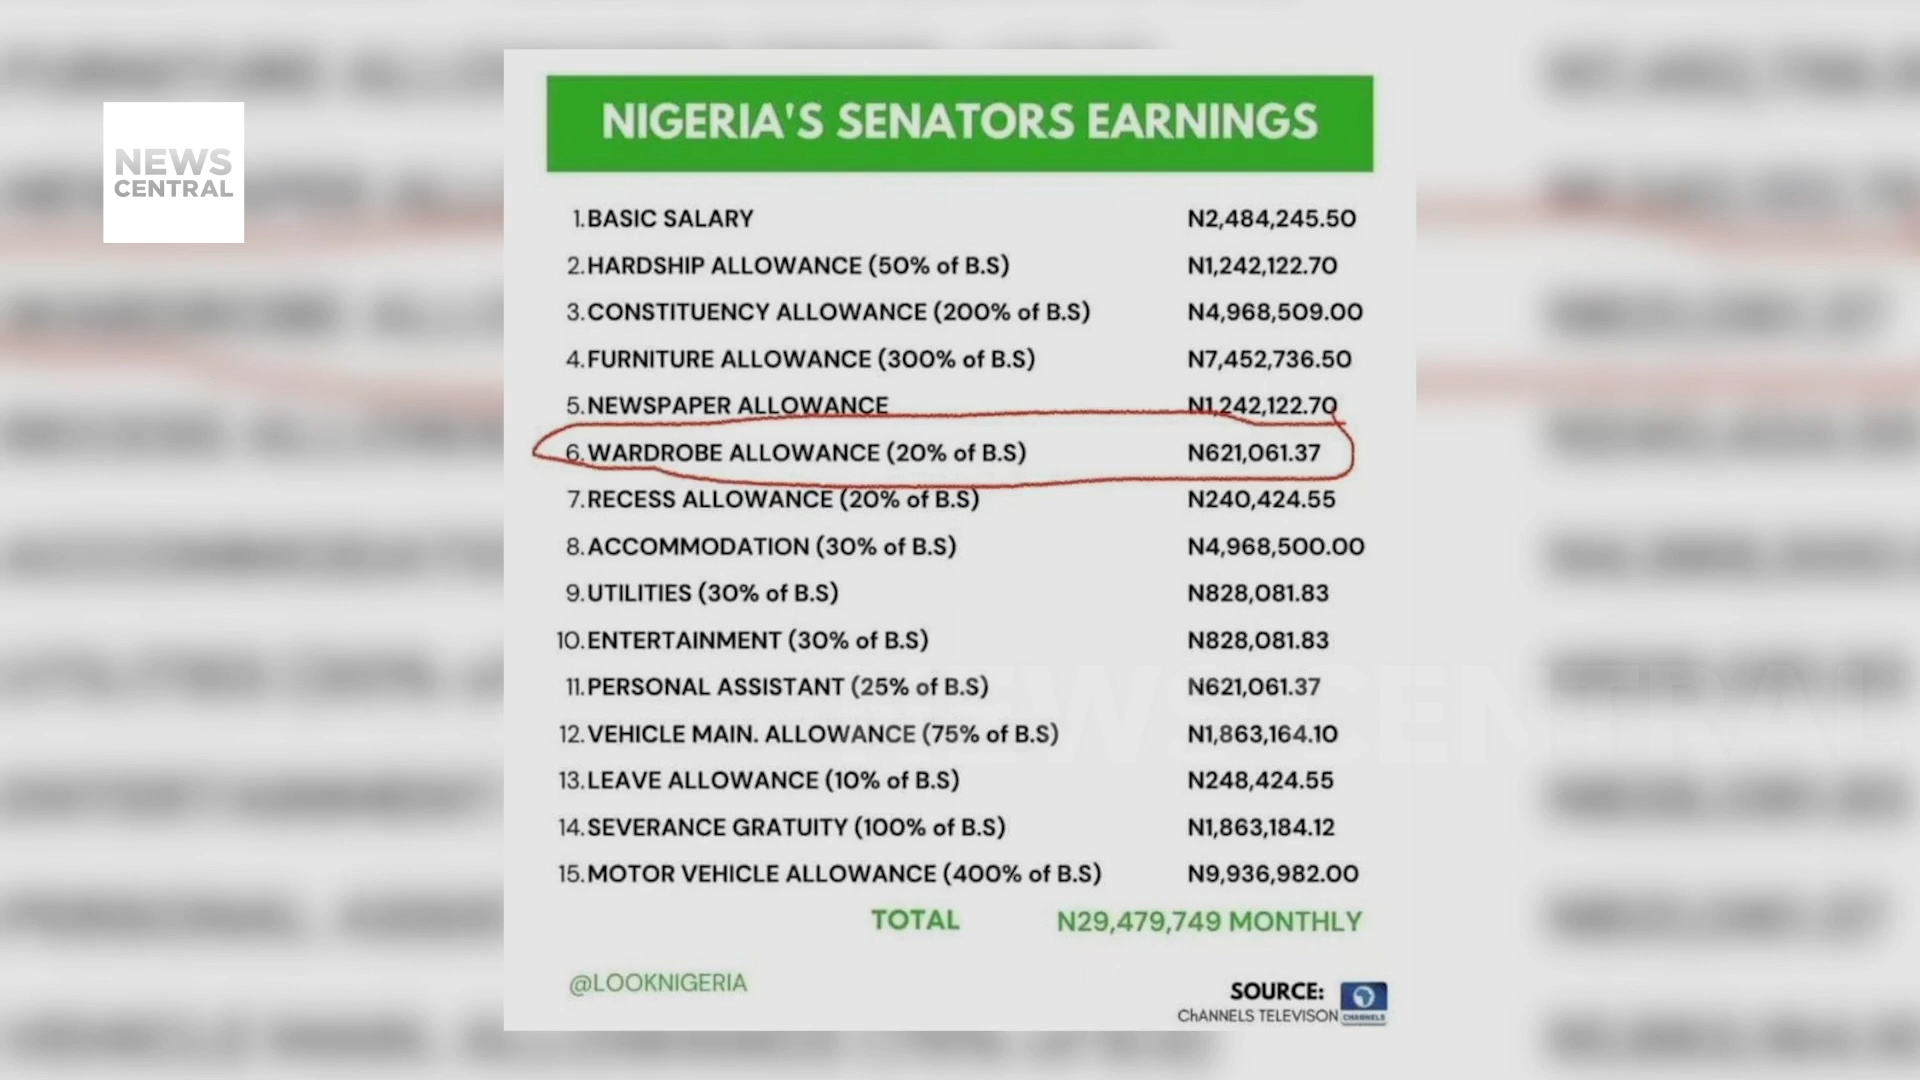 NEWS
CENTRAL
NIGERIA'S SENATORS EARNINGS
1. BASIC SALARY N2,484,245.50
2. HARDSHIP ALLOWANCE (50% of B.S) N1,242,122.70
3. CONSTITUENCY ALLOWANCE (200% of B.S) N4,968,509.00
4. FURNITURE ALLOWANCE (300% of B.S) N7,452,736.50
5. NEWSPAPER ALLOWANCE N1,242,122.70
6. WARDROBE ALLOWANCE (20% of B.S) N621,061.37
7. RECESS ALLOWANCE (20% of B.S) N240,424.55
8. ACCOMMODATION (30% of B.S) N4,968,500.00
9. UTILITIES (30% of B.S) N828,081.83
10. ENTERTAINMENT (30% of B.S) N828,081.83
11. PERSONAL ASSISTANT (25% of B.S) N621,061.37
12. VEHICLE MAIN. ALLOWANCE (75% of B.S) N1,863,164.10
13. LEAVE ALLOWANCE (10% of B.S) N248,424.55
14. SEVERANCE GRATUITY (100% of B.S) N1,863,184.12
15. MOTOR VEHICLE ALLOWANCE (400% of B.S) N9,936,982.00
TOTAL N29,479,749 MONTHLY
@LOOKNIGERIA
SOURCE:
ChANNELS TELEVISON
CHANNELS
NEWS CENTRAL